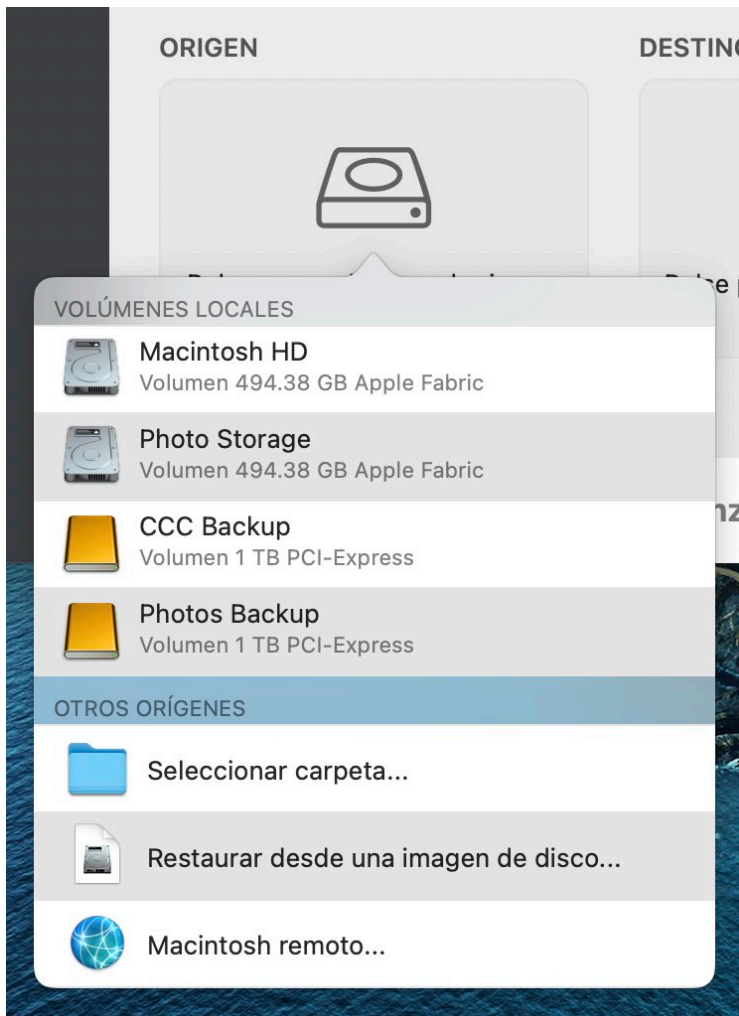 ORIGEN
VOLÚMENES LOCALES
Macintosh HD
Volumen 494.38 GB Apple Fabric
Photo Storage
Volumen 494.38 GB Apple Fabric
CCC Backup
Volumen 1 TB PCI-Express
Photos Backup
Volumen 1 TB PCI-Express
OTROS ORÍGENES
Seleccionar carpeta...
Restaurar desde una imagen de disco...
Macintosh remoto...